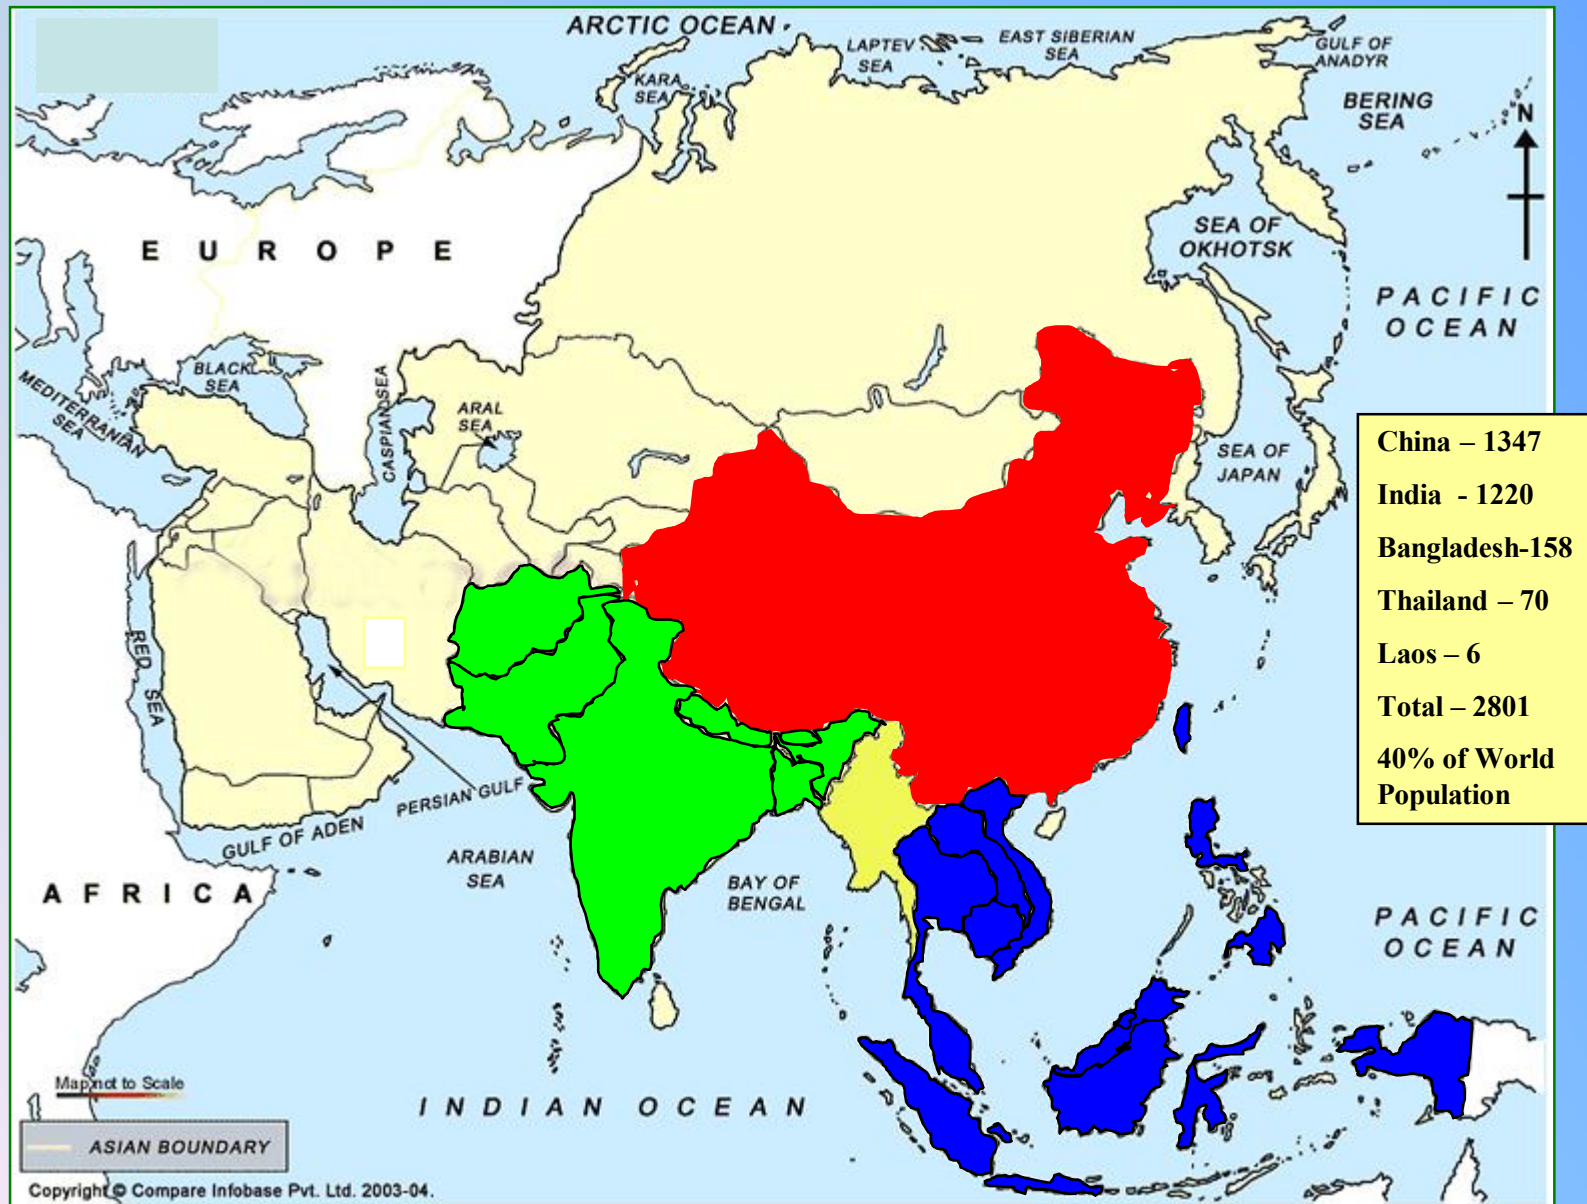 ARCTIC OCEAN
LAPTEV
SEA
EAST SIBERIAN
SEA
GULF OF
ANADYR
KARA
SEA
BERING
SEA
N
SEA OF
OKHOTSK
EUROPE
PACIFIC
OCEAN
BLACK
SEA
MEDITERRANIAN
SEA
CASPIAN SEA
ARAL
SEA
SEA OF
JAPAN
China – 1347
India - 1220
Bangladesh-158
Thailand – 70
Laos – 6
Total – 2801
40% of World
Population
RED SEA
PERSIAN GULF
GULF OF ADEN
ARABIAN
SEA
BAY OF
BENGAL
AFRICA
PACIFIC
OCEAN
Map not to Scale
INDIAN OCEAN
ASIAN BOUNDARY
Copyright © Compare Infobase Pvt. Ltd. 2003-04.